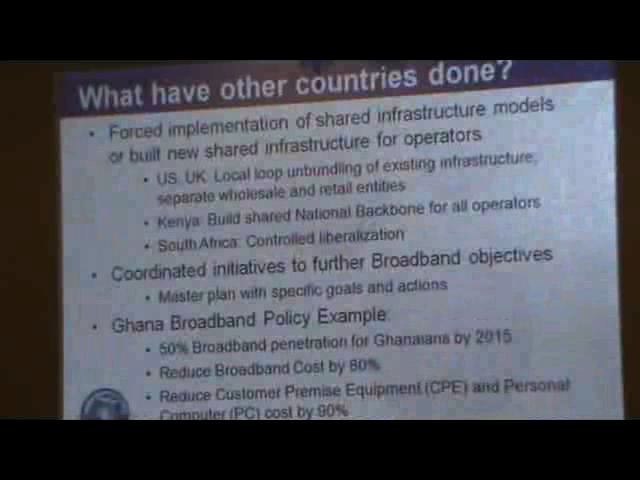 What have other countries done?
• Forced implementation of shared infrastructure models
or built new shared infrastructure for operators
• US, UK: Local loop unbundling of existing infrastructure,
separate wholesale and retail entities
• Kenya: Build shared National Backbone for all operators
• South Africa: Controlled liberalization
• Coordinated initiatives to further Broadband objectives
• Master plan with specific goals and actions
• Ghana Broadband Policy Example:
• 50% Broadband penetration for Ghanaians by 2015
• Reduce Broadband Cost by 80%
• Reduce Customer Premise Equipment (CPE) and Personal
Computer (PC) cost by 90%